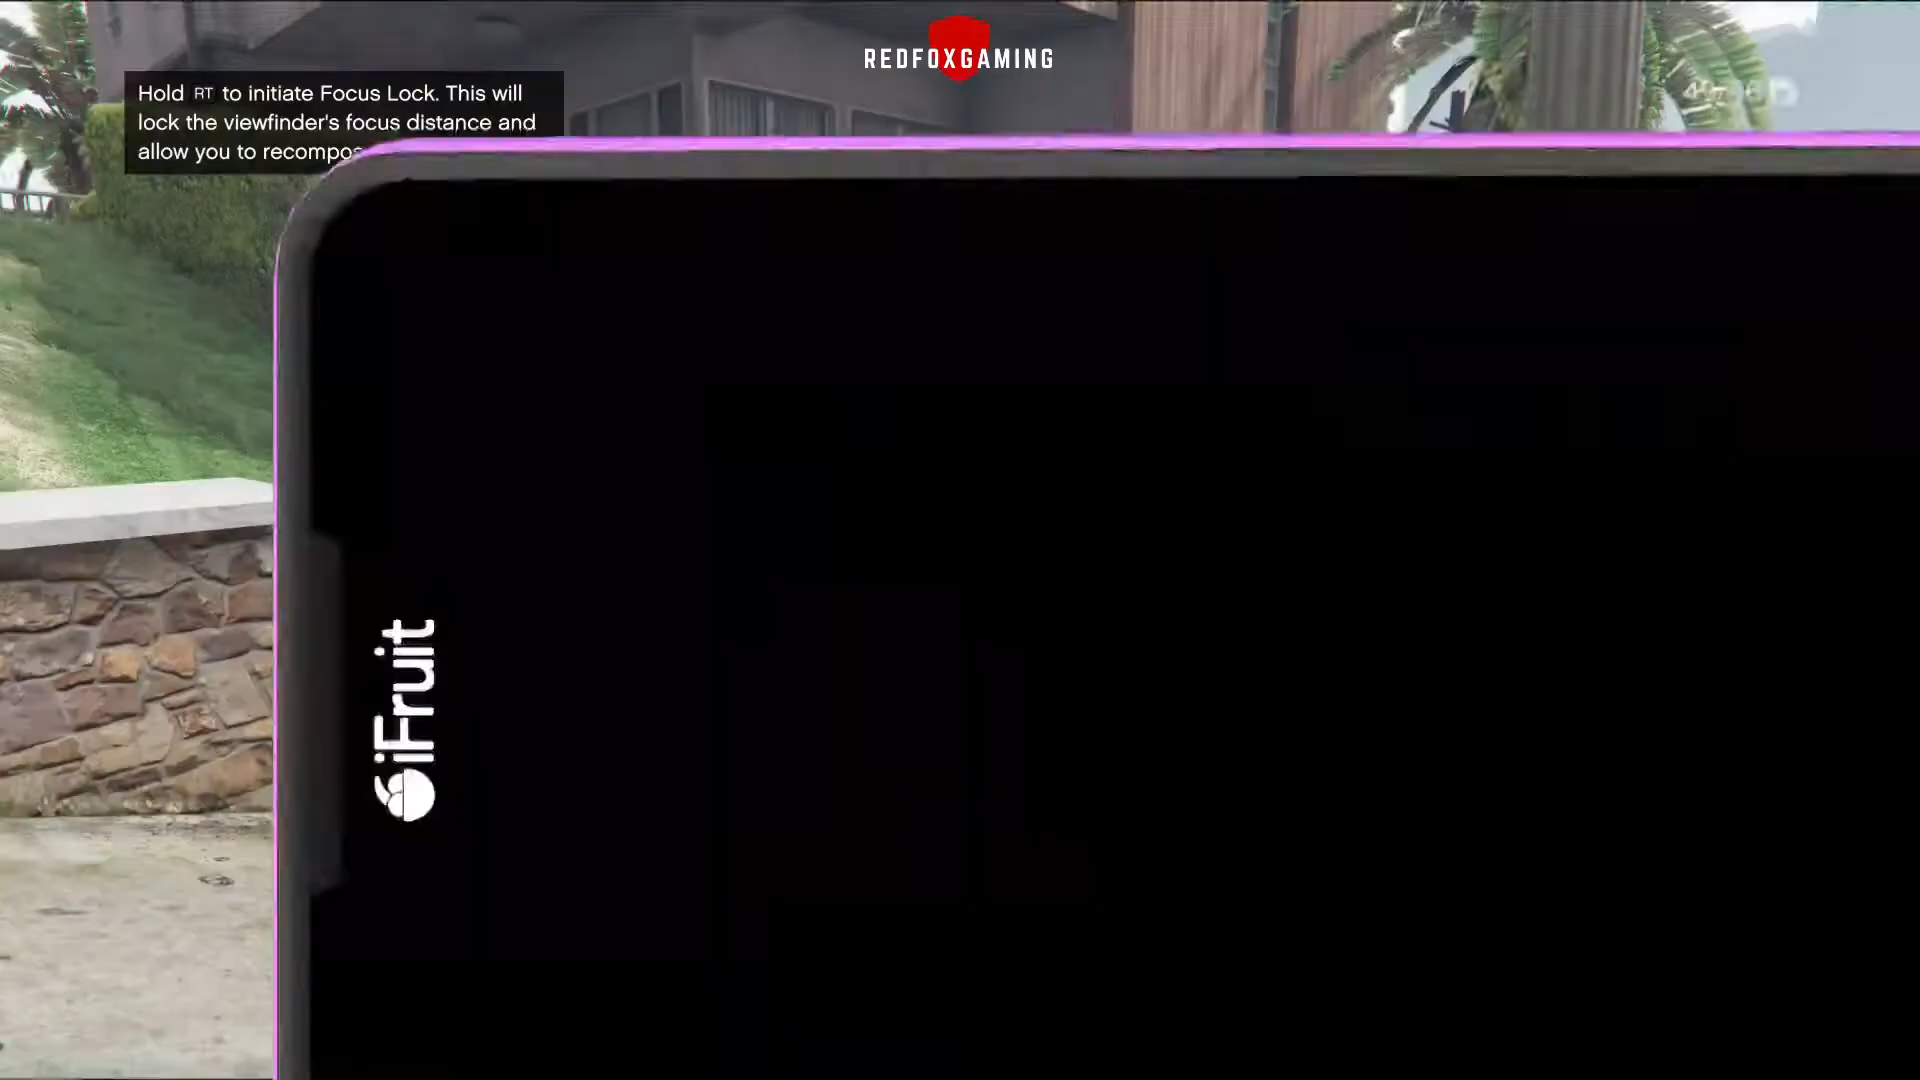 REDFOXGAMING
Hold RT to initiate Focus Lock. This will
lock the viewfinder's focus distance and
allow you to recompos
iFruit